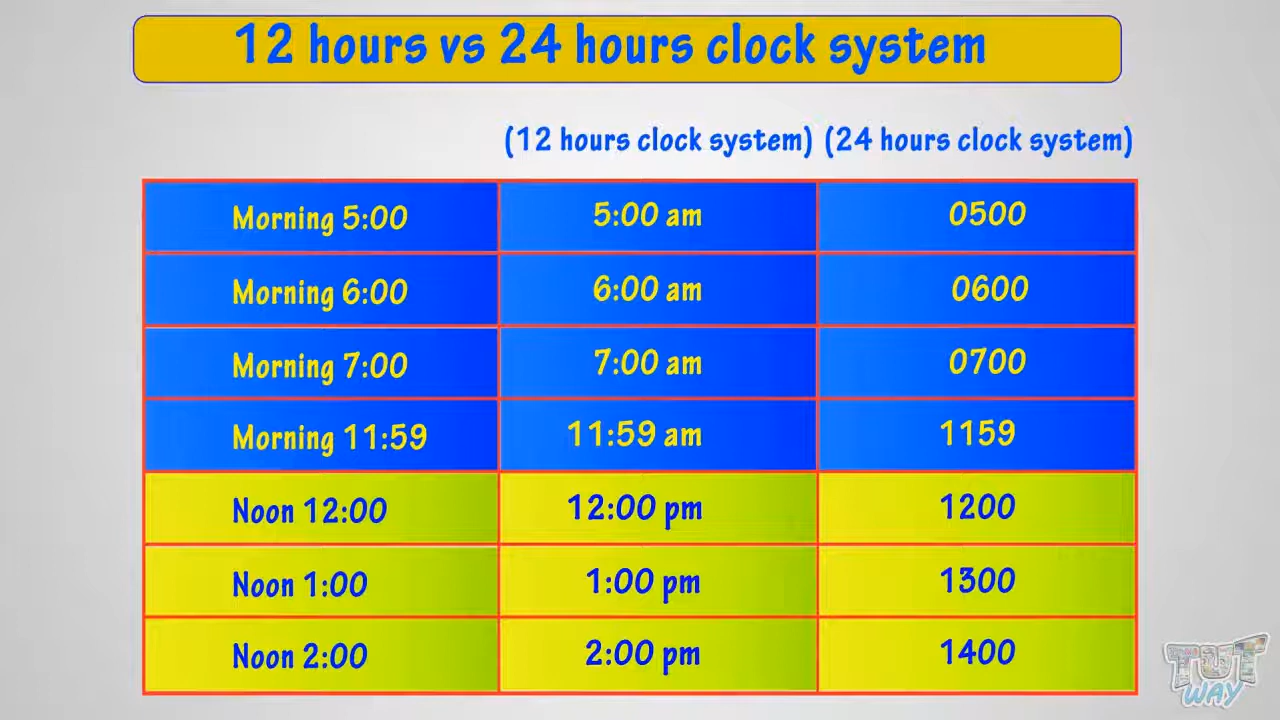 12 hours vs 24 hours clock system
(12 hours clock system) (24 hours clock system)
Morning 5:00 5:00 am 0500
Morning 6:00 6:00 am 0600
Morning 7:00 7:00 am 0700
Morning 11:59 11:59 am 1159
Noon 12:00 12:00 pm 1200
Noon 1:00 1:00 pm 1300
Noon 2:00 2:00 pm 1400
TUT
WAY